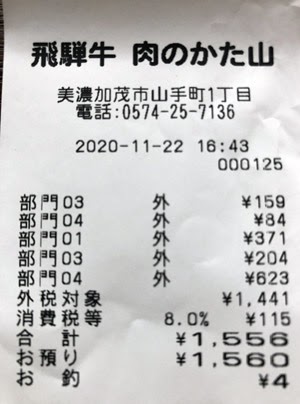 飛騨牛 肉のかた山
美濃加茂市山手町1丁目
電話:0574-25-7136
2020-11-22 16:43
000125
部門03 外 ¥159
部門04 外 ¥84
部門01 外 ¥371
部門03 外 ¥204
部門04 外 ¥623
外税対象 ¥1,441
消費税等 8.0% ¥115
合計 ¥1,556
お預り ¥1,560
お釣 ¥4